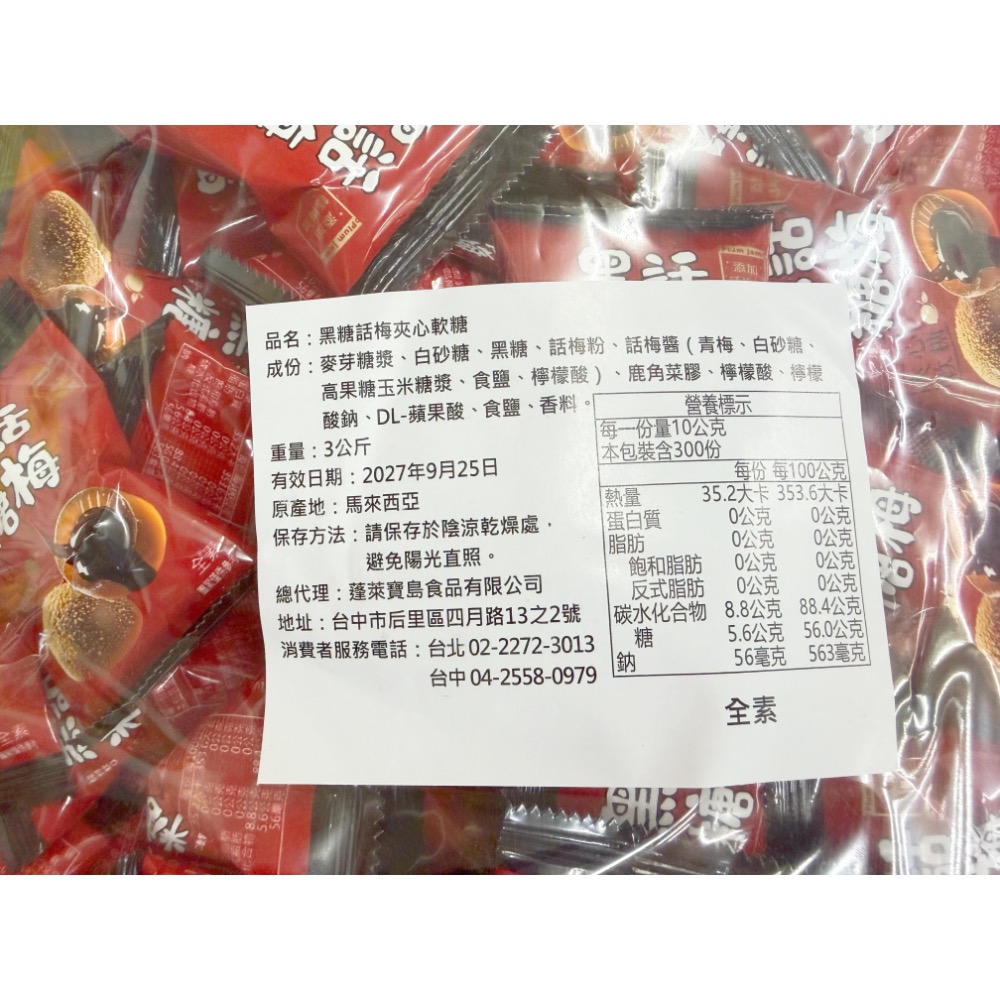 品名：黑糖話梅夾心軟糖
成份：麥芽糖漿、白砂糖、黑糖、話梅粉、話梅醬（青梅、白砂糖、
高果糖玉米糖漿、食鹽、檸檬酸）、鹿角菜膠、檸檬酸、檸檬
酸鈉、DL-蘋果酸、食鹽、香料。
重量：3公斤
有效日期：2027年9月25日
原產地：馬來西亞
保存方法：請保存於陰涼乾燥處，
避免陽光直照。
總代理：蓬萊寶島食品有限公司
地址：台中市后里區四月路13之2號
消費者服務電話：台北 02-2272-3013
台中 04-2558-0979
營養標示
每一份量10公克
本包裝含300份
每份 每100公克
熱量 35.2大卡 353.6大卡
蛋白質 0公克 0公克
脂肪 0公克 0公克
飽和脂肪 0公克 0公克
反式脂肪 0公克 0公克
碳水化合物 8.8公克 88.4公克
糖 5.6公克 56.0公克
鈉 56毫克 563毫克
全素
黑話
添加
話
梅
全素
Plum Jam